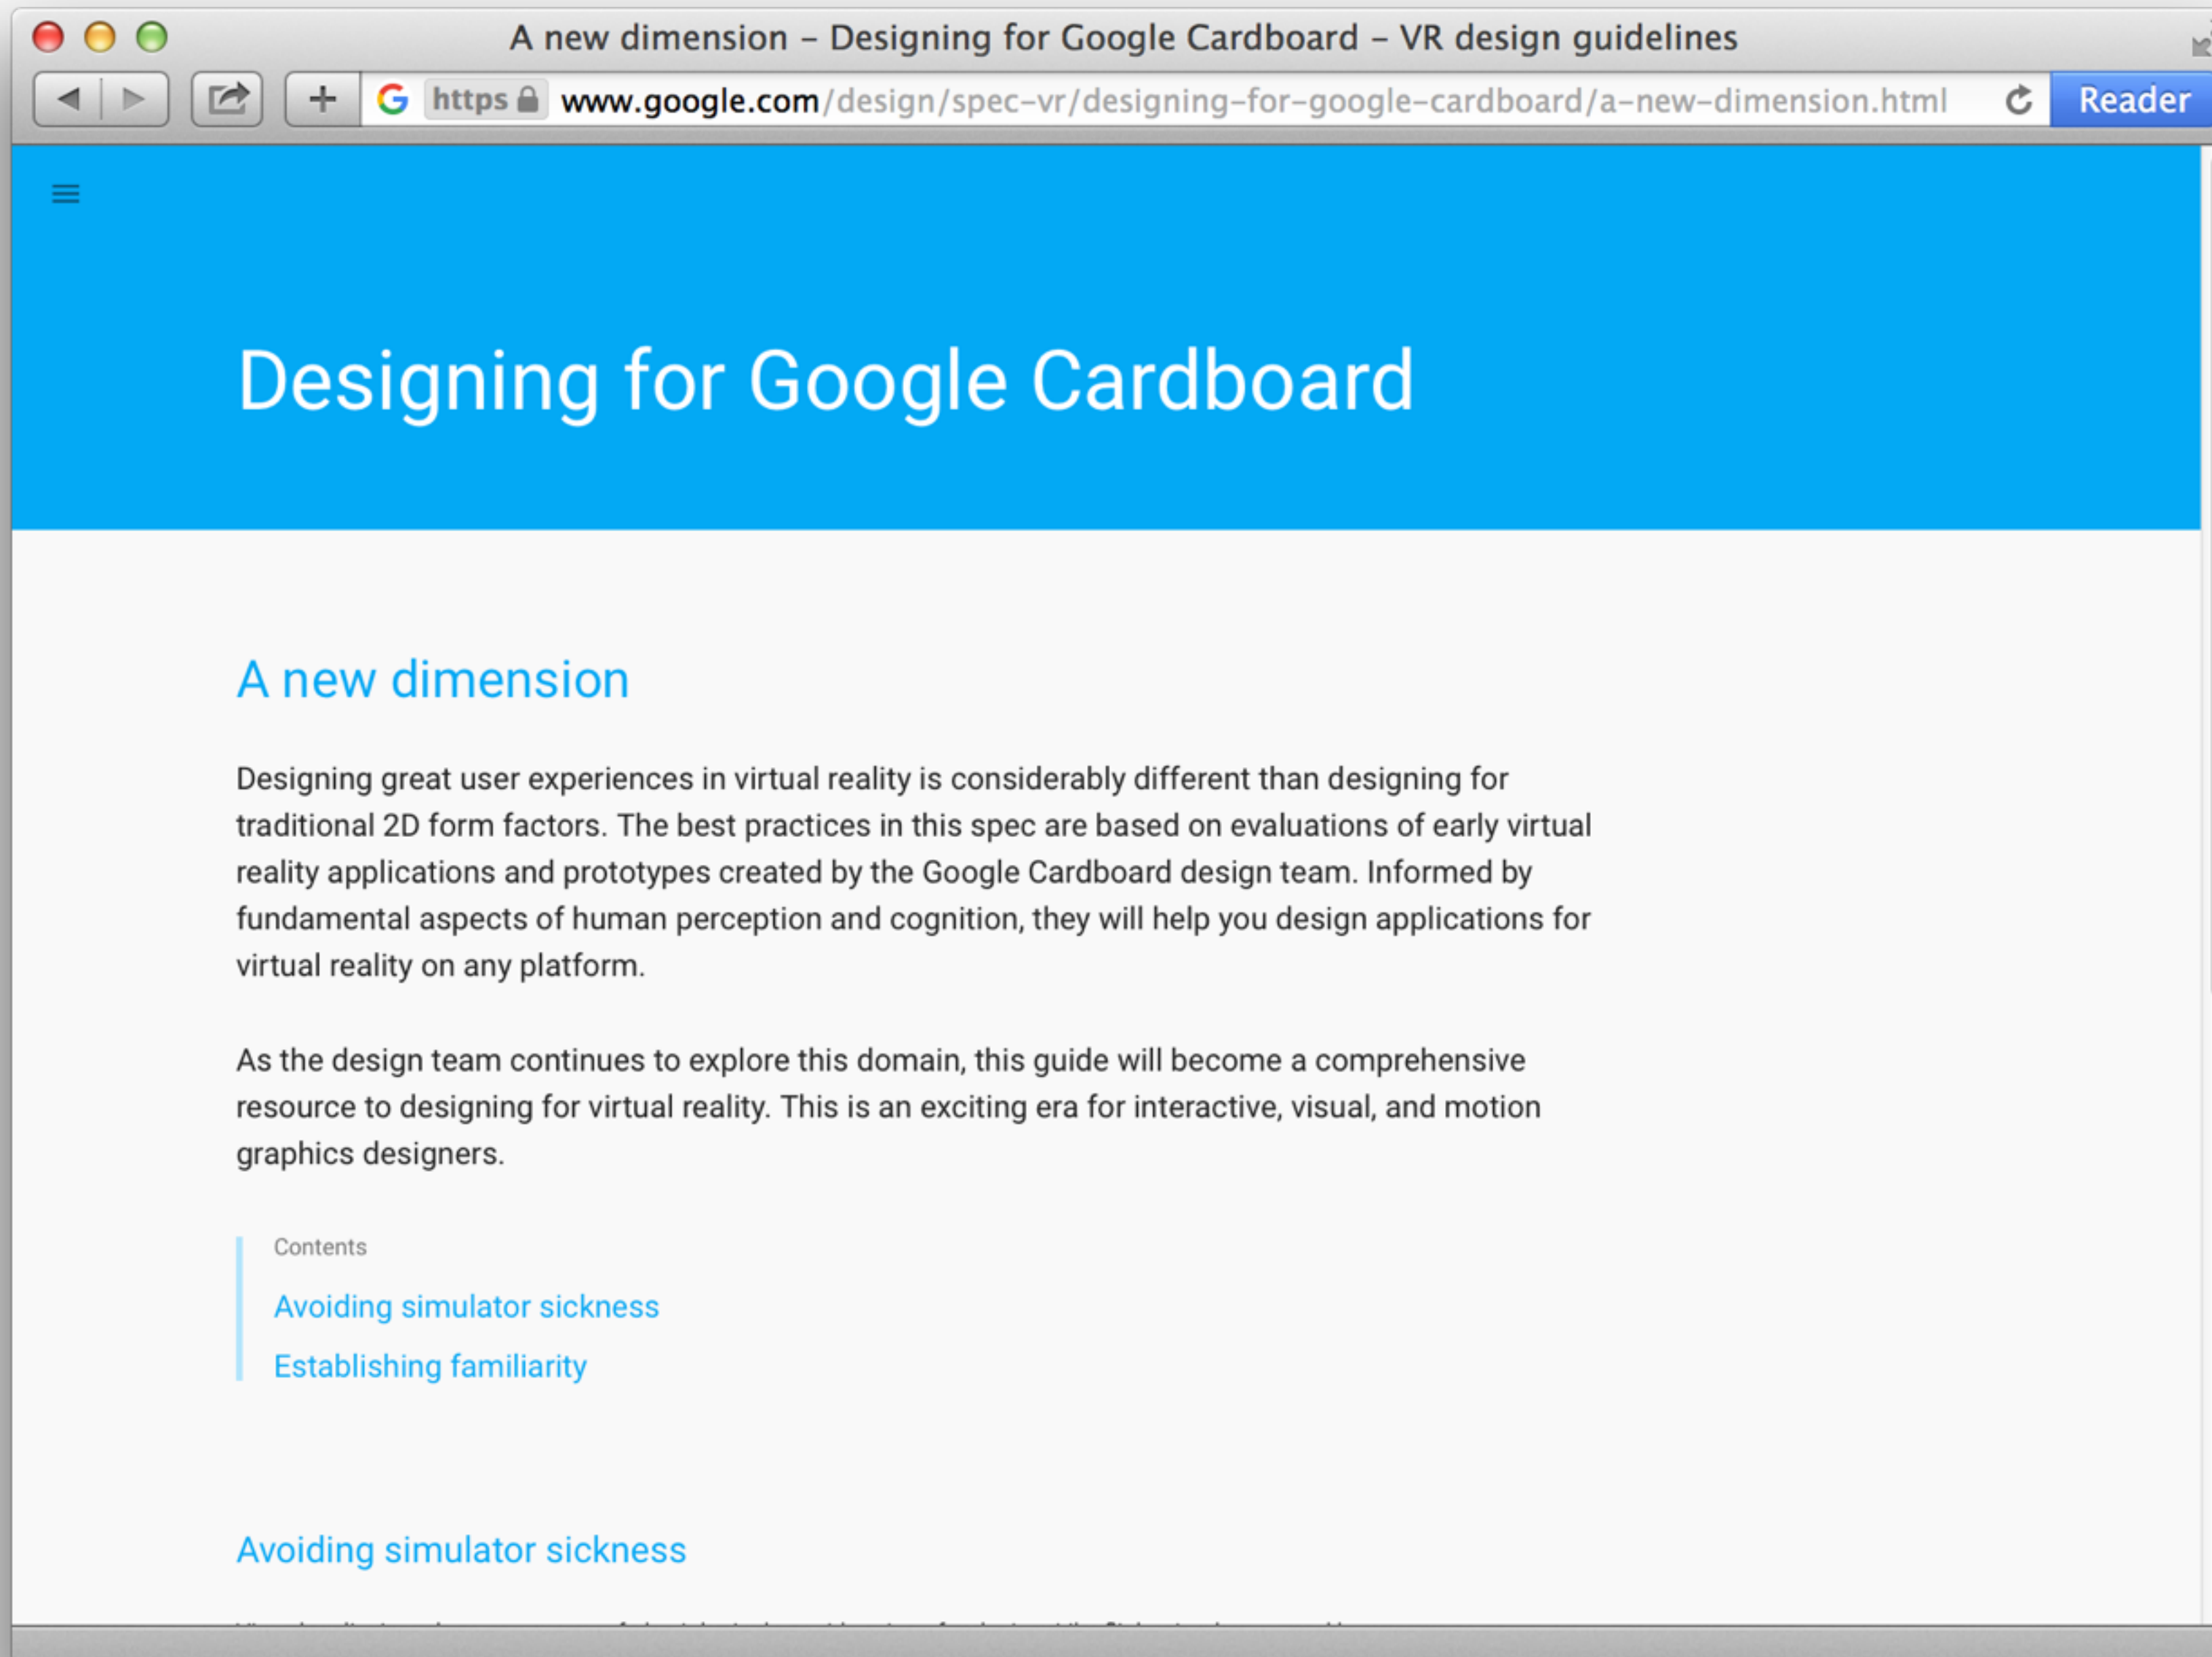 A new dimension – Designing for Google Cardboard – VR design guidelines
https www.google.com/design/spec-vr/designing-for-google-cardboard/a-new-dimension.html Reader
Designing for Google Cardboard
A new dimension
Designing great user experiences in virtual reality is considerably different than designing for
traditional 2D form factors. The best practices in this spec are based on evaluations of early virtual
reality applications and prototypes created by the Google Cardboard design team. Informed by
fundamental aspects of human perception and cognition, they will help you design applications for
virtual reality on any platform.
As the design team continues to explore this domain, this guide will become a comprehensive
resource to designing for virtual reality. This is an exciting era for interactive, visual, and motion
graphics designers.
Contents
Avoiding simulator sickness
Establishing familiarity
Avoiding simulator sickness